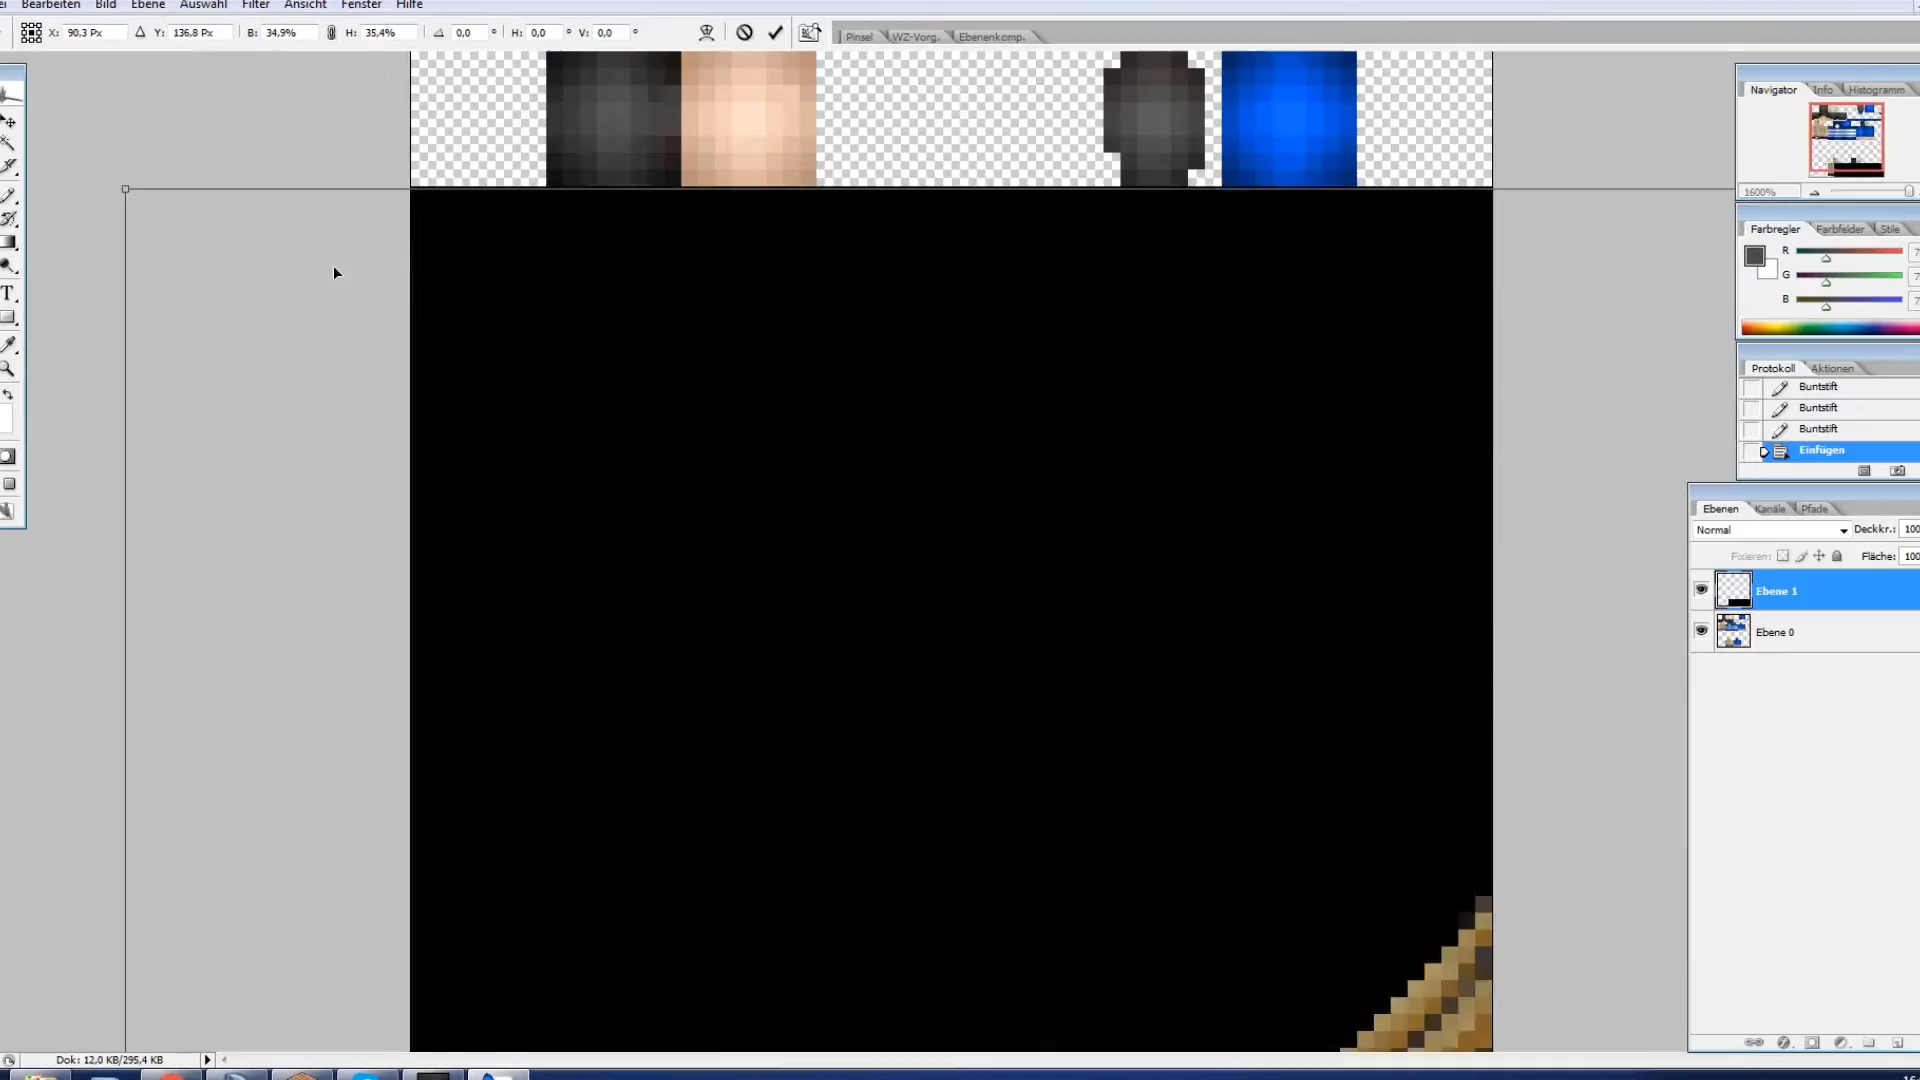 Bearbeiten Bild Ebene Auswahl Filter Ansicht Fenster Hilfe
X: 90,3 Px Y: 136,8 Px B: 34,9% H: 35,4% 0,0 ° H: 0,0 ° V: 0,0 °
Pinsel WZ-Vorg. Ebenenkomp.
Navigator Info Histogramm
1600%
Farbregler Farbfelder Stile
R
G
B
Protokoll Aktionen
Buntstift
Buntstift
Buntstift
Einfügen
Ebenen Kanäle Pfade
Normal Deckkr.: 100
Fixieren: Fläche: 100
Ebene 1
Ebene 0
T
Dok: 12,0 KB/295,4 KB